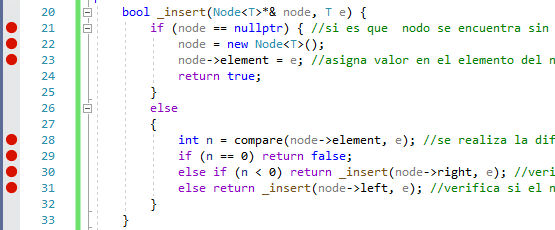 20 bool _insert(Node<T>*& node, T e) {
21 if (node == nullptr) { //si es que nodo se encuentra sin
22 node = new Node<T>();
23 node->element = e; //asigna valor en el elemento del n
24 return true;
25 }
26 else
27 {
28 int n = compare(node->element, e); //se realiza la dif
29 if (n == 0) return false;
30 else if (n < 0) return _insert(node->right, e); //veri
31 else return _insert(node->left, e); //verifica si el n
32 }
33 }